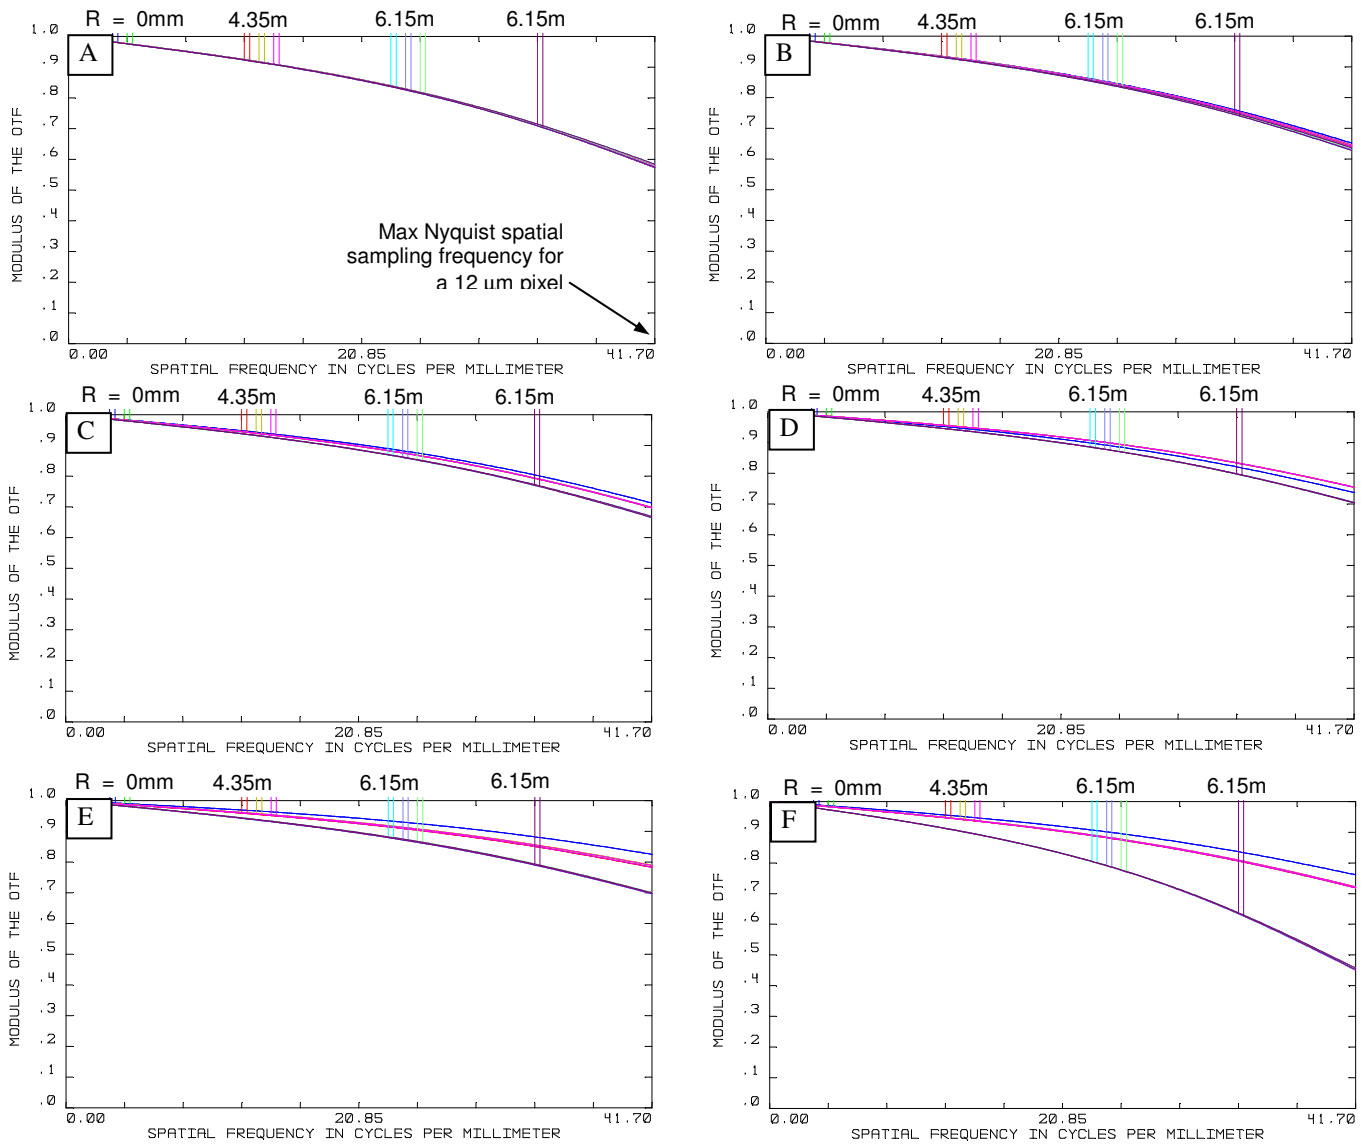 R = 0mm 4.35m 6.15m 6.15m
A
1.0
.9
.8
.7
.6
.5
.4
.3
.2
.1
.0
MODULUS OF THE OTF
Max Nyquist spatial
sampling frequency for
a 12 um pixel
0.00 20.85 41.70
SPATIAL FREQUENCY IN CYCLES PER MILLIMETER
R = 0mm 4.35m 6.15m 6.15m
B
1.0
.9
.8
.7
.6
.5
.4
.3
.2
.1
.0
MODULUS OF THE OTF
0.00 20.85 41.70
SPATIAL FREQUENCY IN CYCLES PER MILLIMETER
R = 0mm 4.35m 6.15m 6.15m
C
1.0
.9
.8
.7
.6
.5
.4
.3
.2
.1
.0
MODULUS OF THE OTF
0.00 20.85 41.70
SPATIAL FREQUENCY IN CYCLES PER MILLIMETER
R = 0mm 4.35m 6.15m 6.15m
D
1.0
.9
.8
.7
.6
.5
.4
.3
.2
.1
.0
MODULUS OF THE OTF
0.00 20.85 41.70
SPATIAL FREQUENCY IN CYCLES PER MILLIMETER
R = 0mm 4.35m 6.15m 6.15m
E
1.0
.9
.8
.7
.6
.5
.4
.3
.2
.1
.0
MODULUS OF THE OTF
0.00 20.85 41.70
SPATIAL FREQUENCY IN CYCLES PER MILLIMETER
R = 0mm 4.35m 6.15m 6.15m
F
1.0
.9
.8
.7
.6
.5
.4
.3
.2
.1
.0
MODULUS OF THE OTF
0.00 20.85 41.70
SPATIAL FREQUENCY IN CYCLES PER MILLIMETER